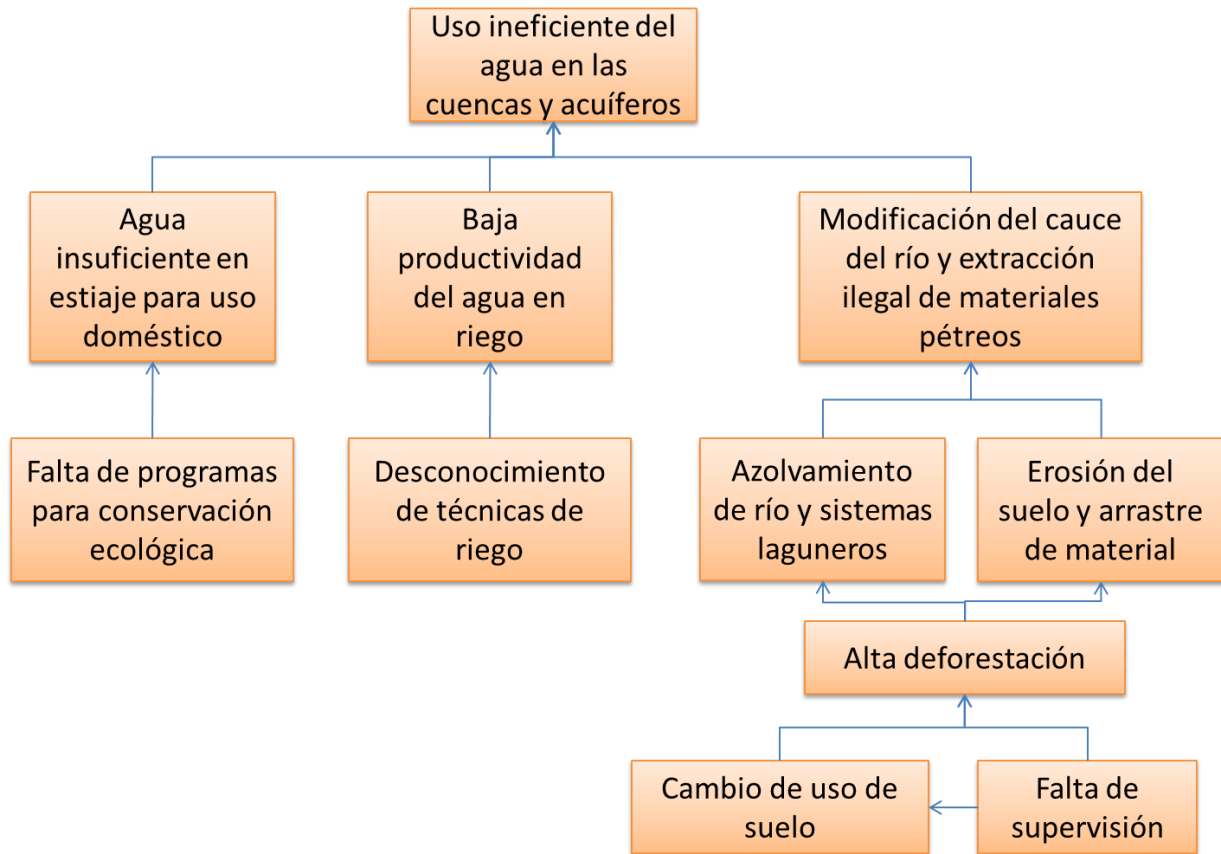 Uso ineficiente del
agua en las
cuencas y acuíferos
Agua
insuficiente en
estiaje para uso
doméstico
Baja
productividad
del agua en
riego
Modificación del cauce
del río y extracción
ilegal de materiales
pétreos
Falta de programas
para conservación
ecológica
Desconocimiento
de técnicas de
riego
Azolvamiento
de río y sistemas
laguneros
Erosión del
suelo y arrastre
de material
Alta deforestación
Cambio de uso de
suelo
Falta de
supervisión